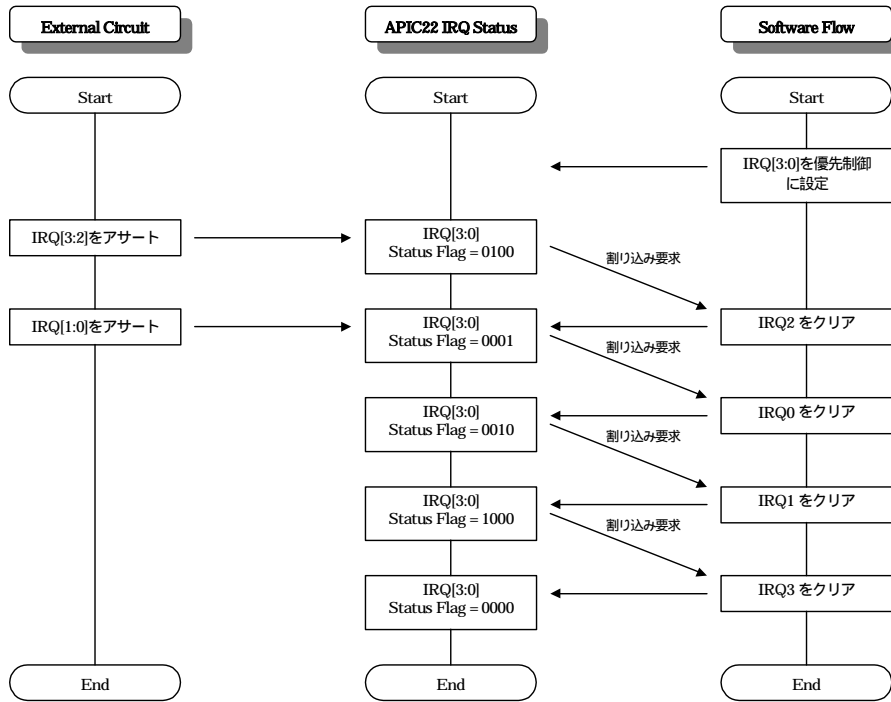 External Circuit
APIC22 IRQ Status
Software Flow
Start
Start
Start
IRQ[3:0]を優先制御
に設定
IRQ[3:2]をアサート
IRQ[3:0]
Status Flag = 0100
割り込み要求
IRQ[1:0]をアサート
IRQ[3:0]
Status Flag = 0001
IRQ2 をクリア
割り込み要求
IRQ[3:0]
Status Flag = 0010
IRQ0 をクリア
割り込み要求
IRQ[3:0]
Status Flag = 1000
IRQ1 をクリア
割り込み要求
IRQ[3:0]
Status Flag = 0000
IRQ3 をクリア
End
End
End